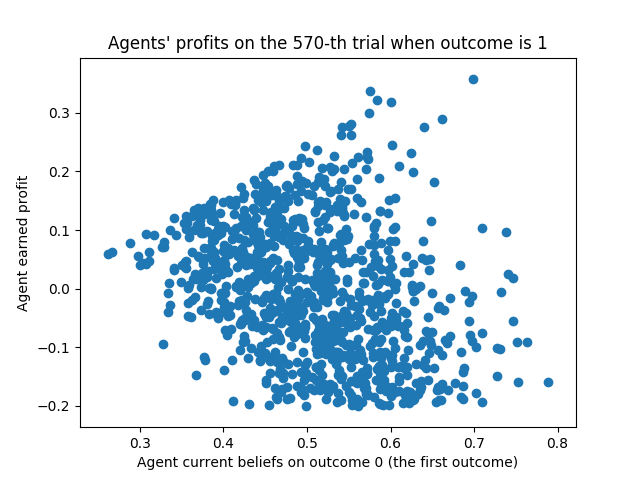 Agents' profits on the 570-th trial when outcome is 1
Agent earned profit
0.3
0.2
0.1
0.0
−0.1
−0.2
0.3 0.4 0.5 0.6 0.7 0.8
Agent current beliefs on outcome 0 (the first outcome)